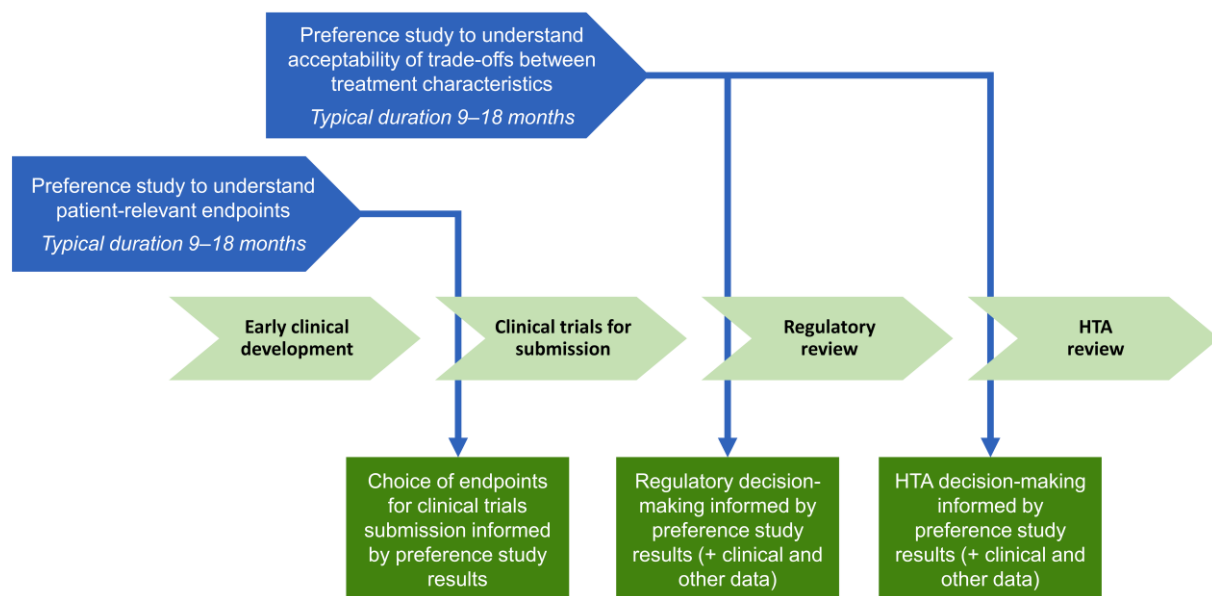 Preference study to understand
acceptability of trade-offs between
treatment characteristics
Typical duration 9–18 months
Preference study to understand
patient-relevant endpoints
Typical duration 9–18 months
Early clinical
development
Clinical trials for
submission
Regulatory
review
HTA
review
Choice of endpoints
for clinical trials
submission informed
by preference study
results
Regulatory decision-
making informed by
preference study
results (+ clinical and
other data)
HTA decision-making
informed by
preference study
results (+ clinical and
other data)